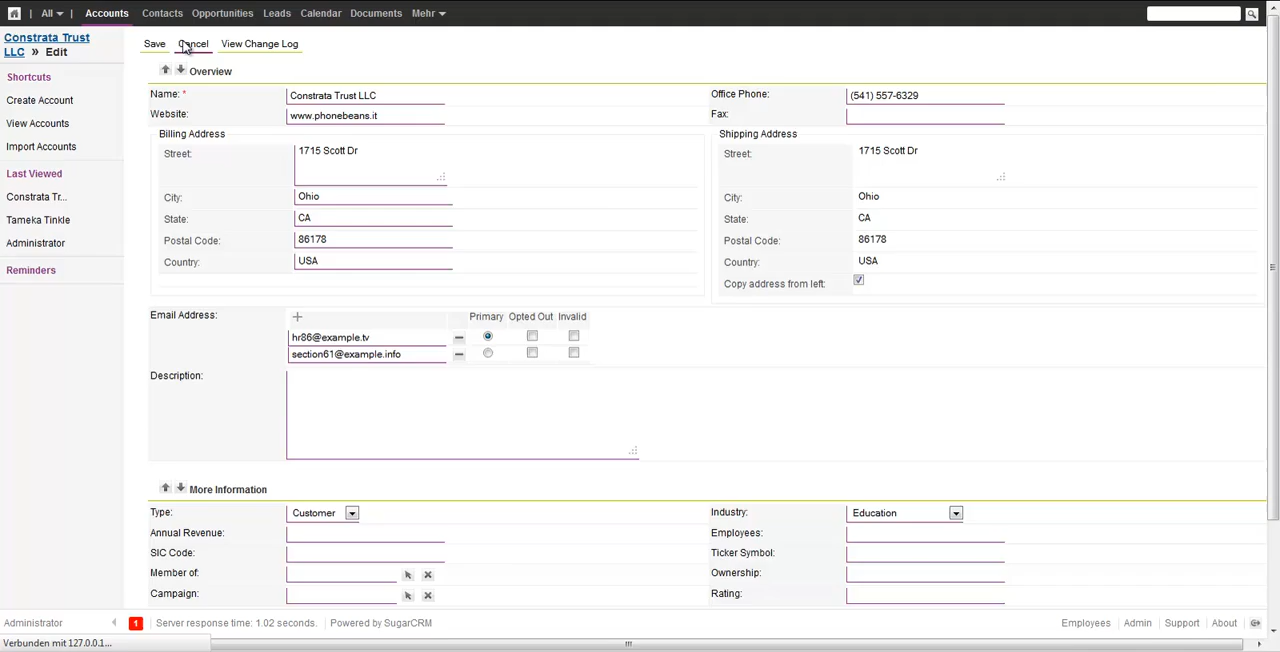 All | Accounts Contacts Opportunities Leads Calendar Documents Mehr
Constrata Trust
LLC » Edit
Save Cancel View Change Log
Overview
Shortcuts
Create Account
View Accounts
Import Accounts
Last Viewed
Constrata Tr...
Tameka Tinkle
Administrator
Reminders
Name: * Constrata Trust LLC Office Phone: (541) 557-6329
Website: www.phonebeans.it Fax:
Billing Address Shipping Address
Street: 1715 Scott Dr Street: 1715 Scott Dr
City: Ohio City: Ohio
State: CA State: CA
Postal Code: 86178 Postal Code: 86178
Country: USA Country: USA
Copy address from left:
Email Address: Primary Opted Out Invalid
hr86@example.tv
section61@example.info
Description:
More Information
Type: Customer Industry: Education
Annual Revenue: Employees:
SIC Code: Ticker Symbol:
Member of: Ownership:
Campaign: Rating:
Administrator 1 Server response time: 1.02 seconds. | Powered by SugarCRM Employees | Admin | Support | About
Verbunden mit 127.0.0.1...